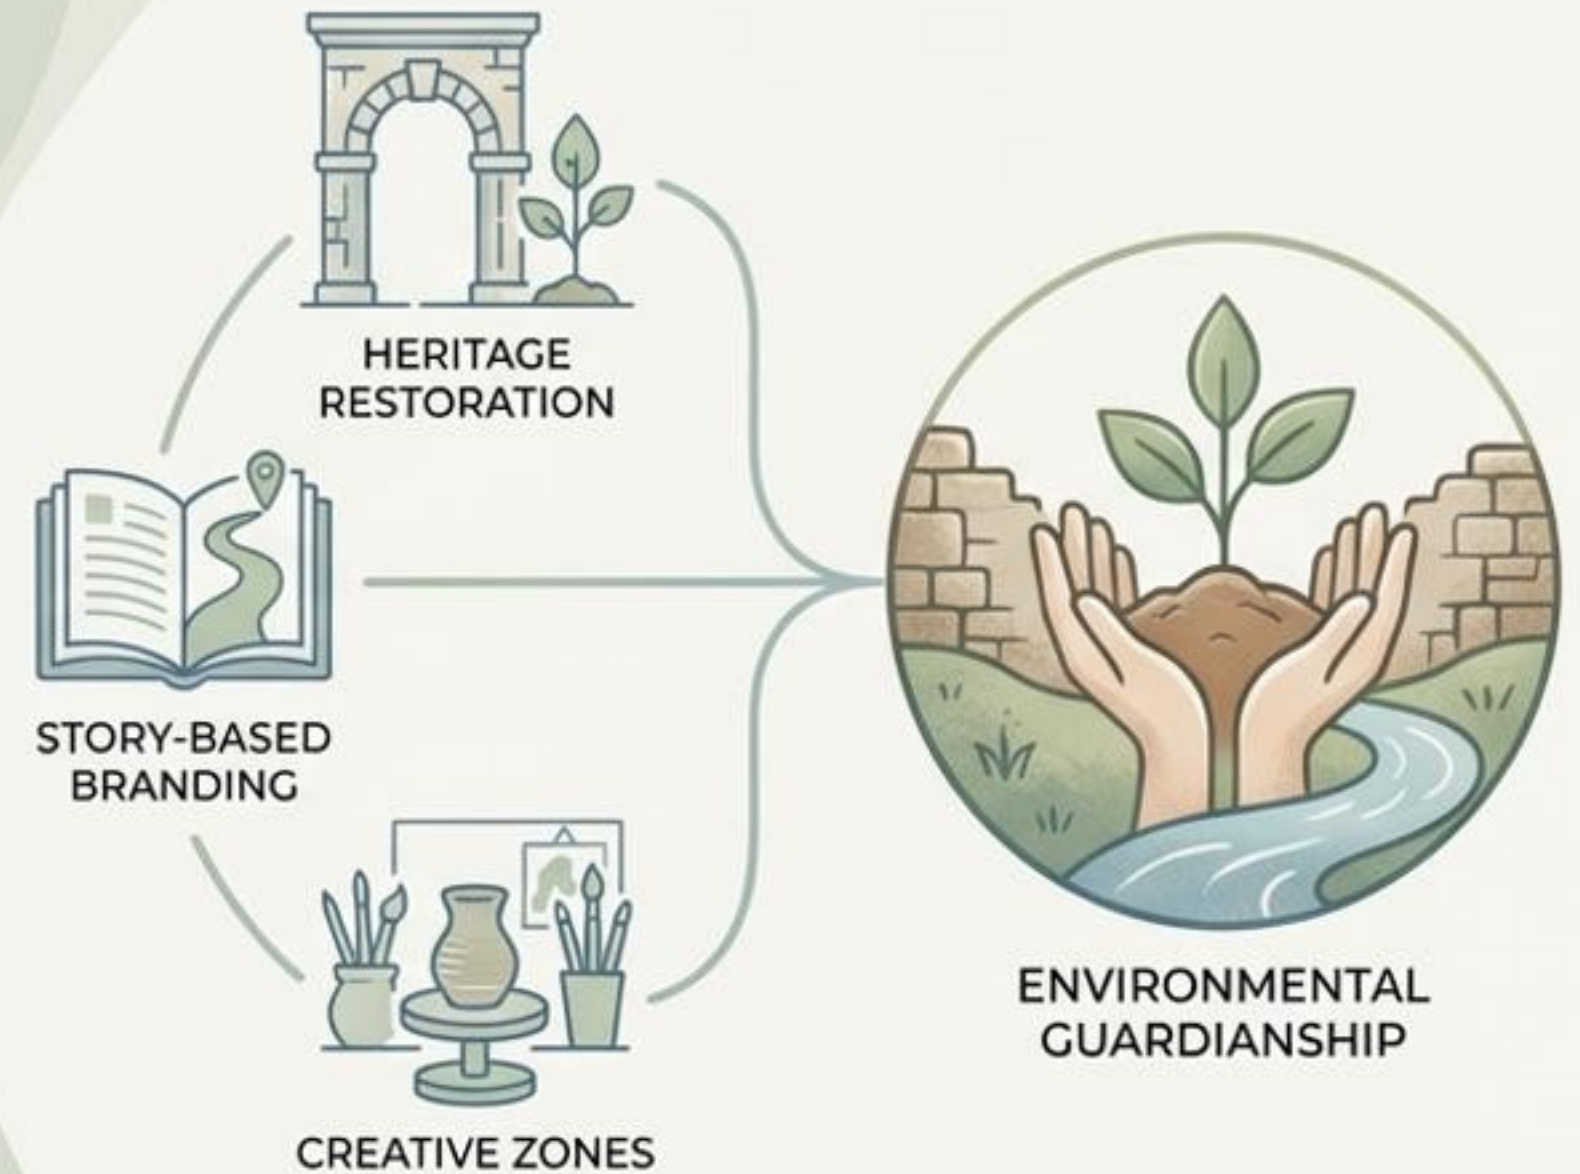 HERITAGE
RESTORATION
STORY-BASED
BRANDING
CREATIVE ZONES
ENVIRONMENTAL
GUARDIANSHIP